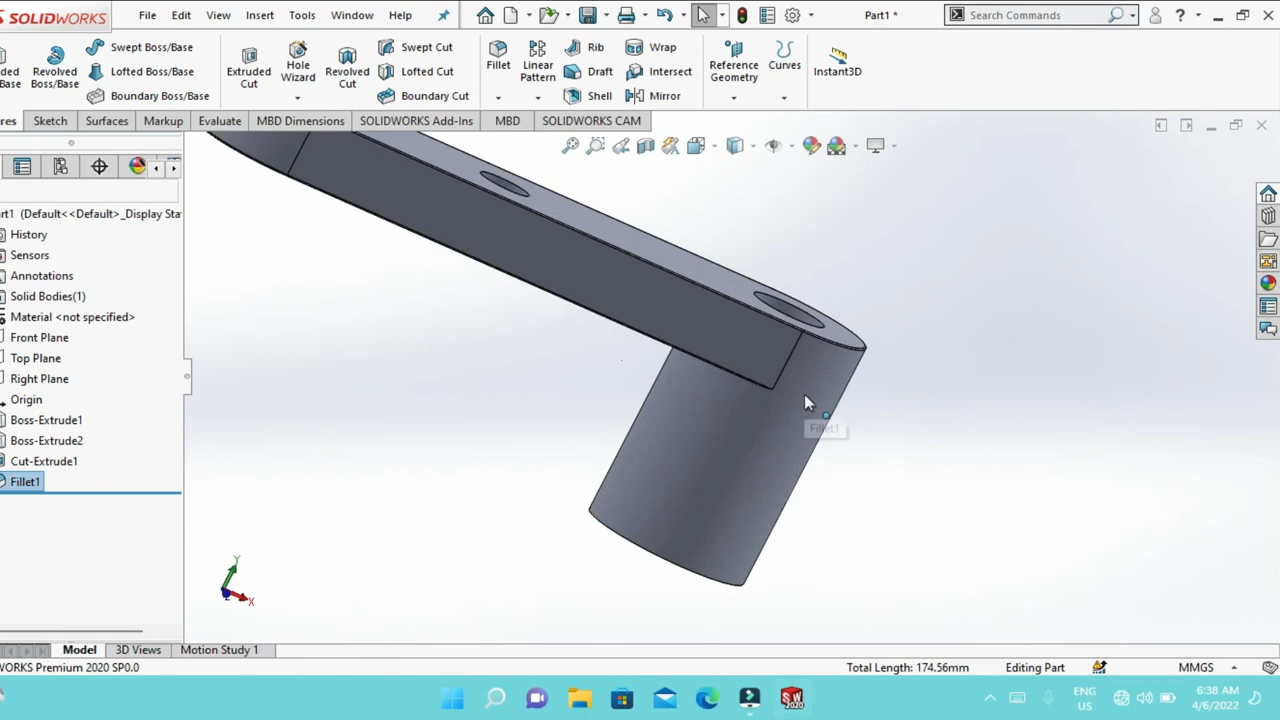 SOLIDWORKS File Edit View Insert Tools Window Help Part1 * Search Commands
Swept Boss/Base
Lofted Boss/Base
Boundary Boss/Base
Revolved
Boss/Base
Extruded
Cut
Hole
Wizard
Revolved
Cut
Swept Cut
Lofted Cut
Boundary Cut
Fillet
Linear
Pattern
Rib
Draft
Shell
Wrap
Intersect
Mirror
Reference
Geometry
Curves
Instant3D
res Sketch Surfaces Markup Evaluate MBD Dimensions SOLIDWORKS Add-Ins MBD SOLIDWORKS CAM
rt1 (Default<<Default>_Display Sta
History
Sensors
Annotations
Solid Bodies(1)
Material <not specified>
Front Plane
Top Plane
Right Plane
Origin
Boss-Extrude1
Boss-Extrude2
Cut-Extrude1
Fillet1
Fillet1
Y
X
Z
Model 3D Views Motion Study 1
WORKS Premium 2020 SP0.0 Total Length: 174.56mm Editing Part MMGS
SW
2020
ENG
US
6:38 AM
4/6/2022